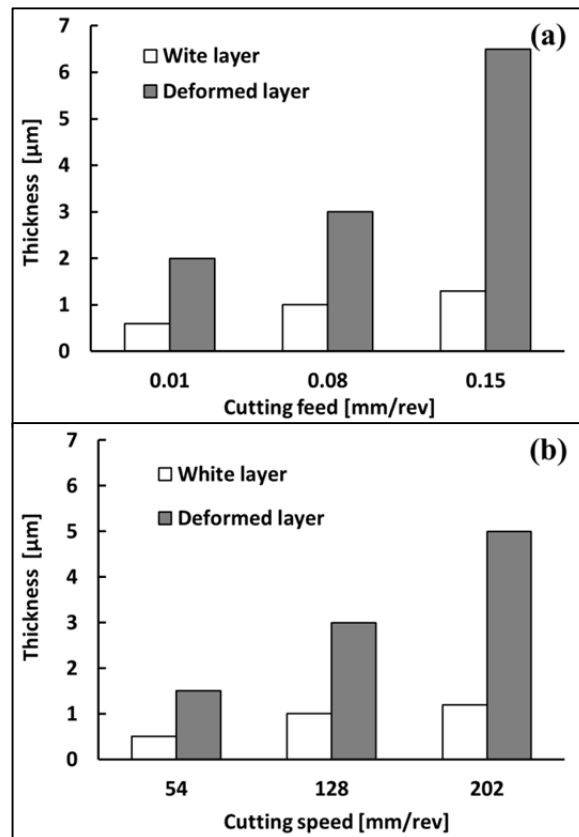 (a)
Wite layer
Deformed layer
Thickness [µm]
7
6
5
4
3
2
1
0
0.01 0.08 0.15
Cutting feed [mm/rev]
(b)
White layer
Deformed layer
Thickness [µm]
7
6
5
4
3
2
1
0
54 128 202
Cutting speed [mm/rev]